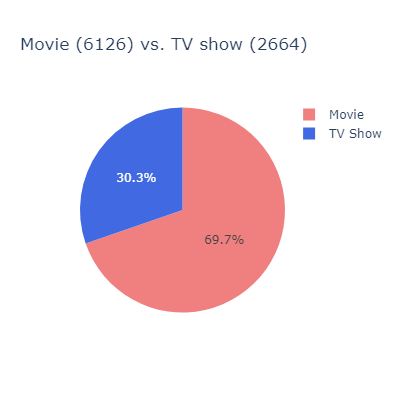 Movie (6126) vs. TV show (2664)
Movie
TV Show
30.3%
69.7%